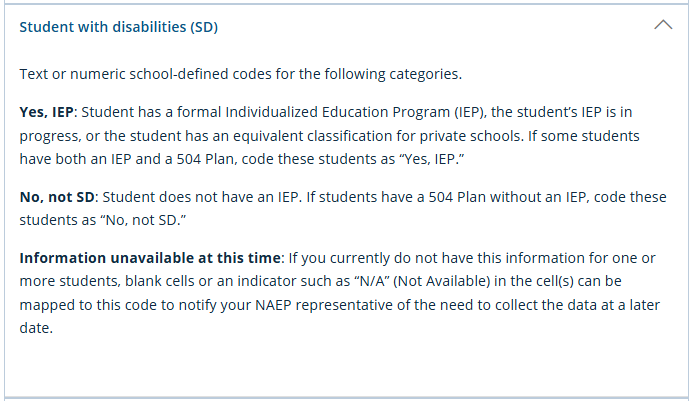 Student with disabilities (SD)
Text or numeric school-defined codes for the following categories.
Yes, IEP: Student has a formal Individualized Education Program (IEP), the student’s IEP is in
progress, or the student has an equivalent classification for private schools. If some students
have both an IEP and a 504 Plan, code these students as “Yes, IEP.”
No, not SD: Student does not have an IEP. If students have a 504 Plan without an IEP, code these
students as “No, not SD.”
Information unavailable at this time: If you currently do not have this information for one or
more students, blank cells or an indicator such as “N/A” (Not Available) in the cell(s) can be
mapped to this code to notify your NAEP representative of the need to collect the data at a later
date.